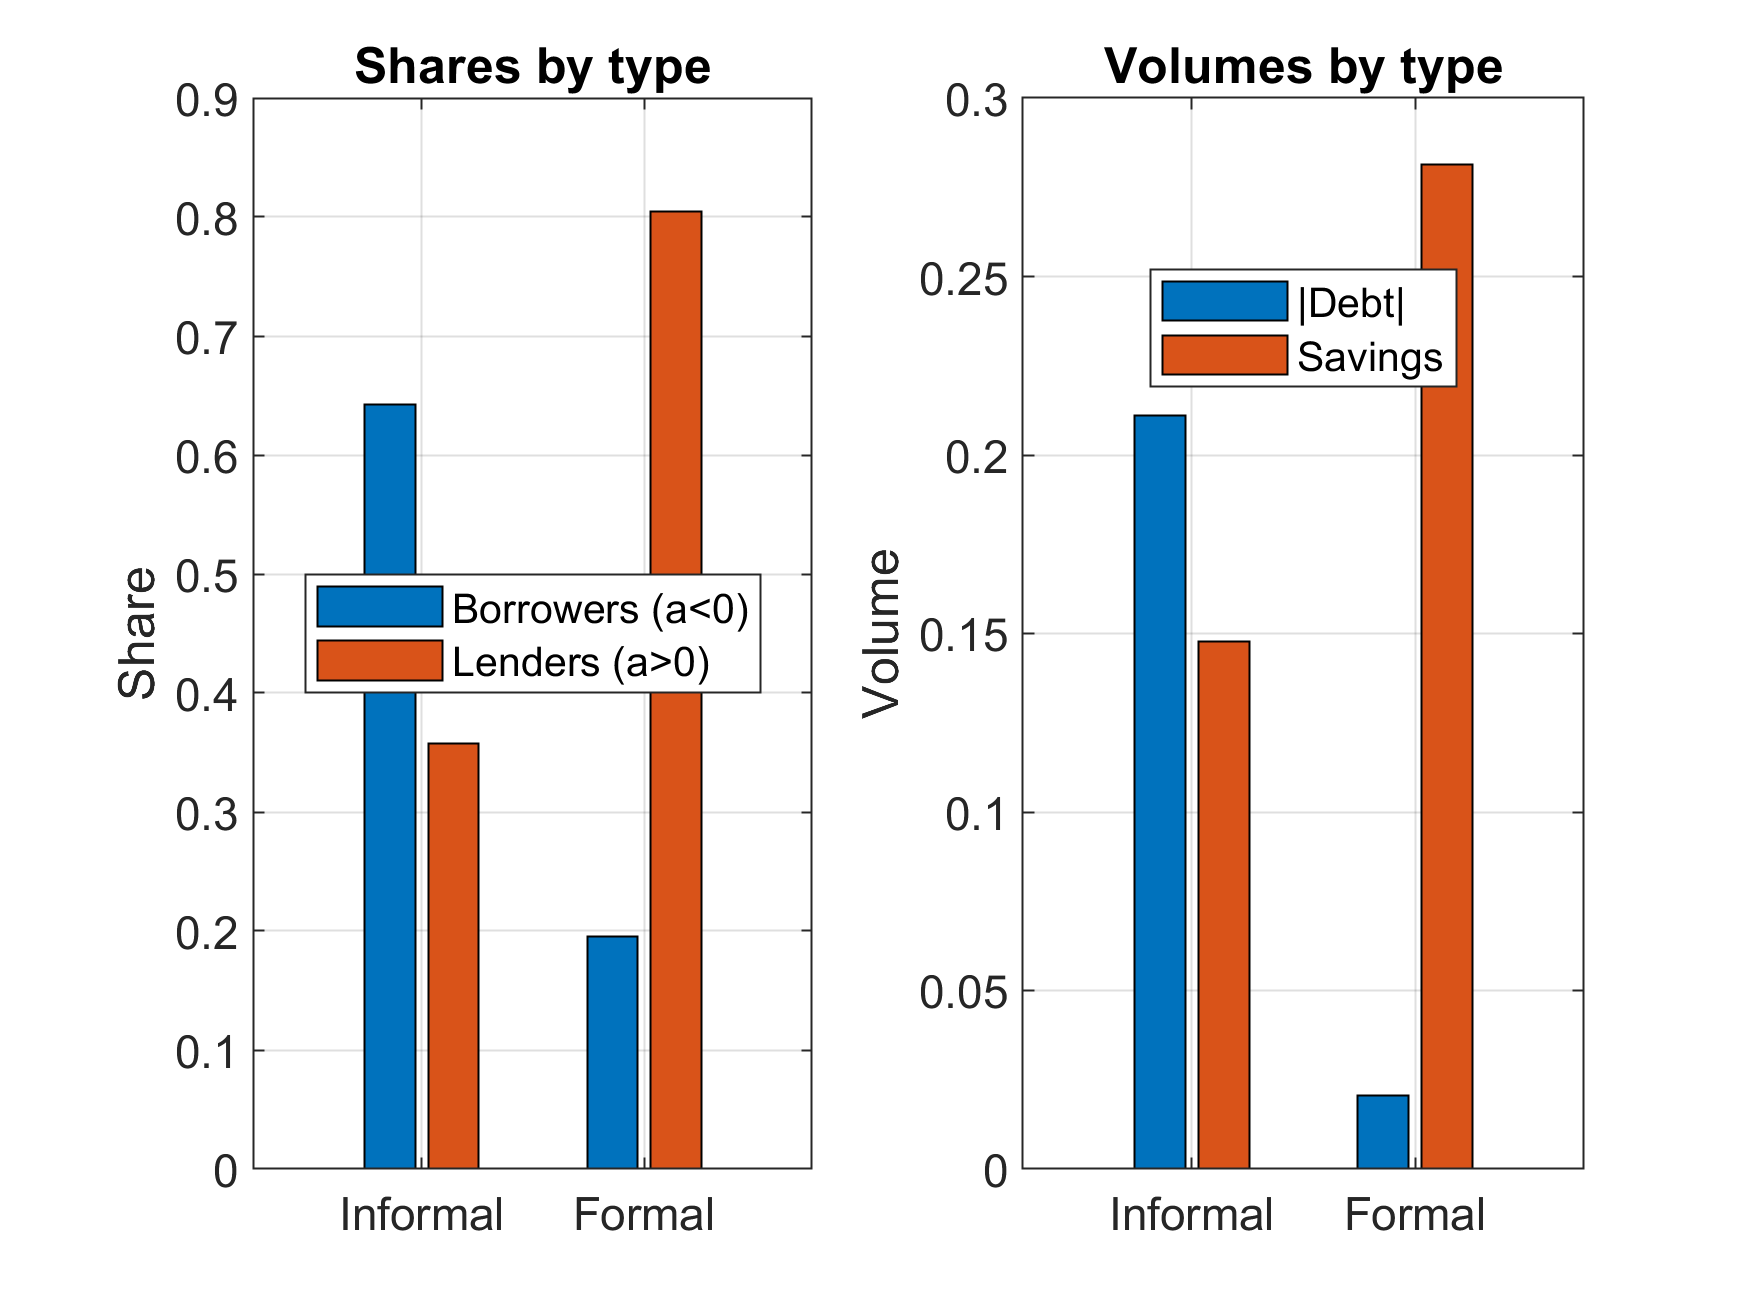 Shares by type
0.9
0.8
0.7
0.6
0.5
0.4
0.3
0.2
0.1
0
Share
Borrowers (a<0)
Lenders (a>0)
Informal Formal
Volumes by type
0.3
0.25
0.2
0.15
0.1
0.05
0
Volume
|Debt|
Savings
Informal Formal